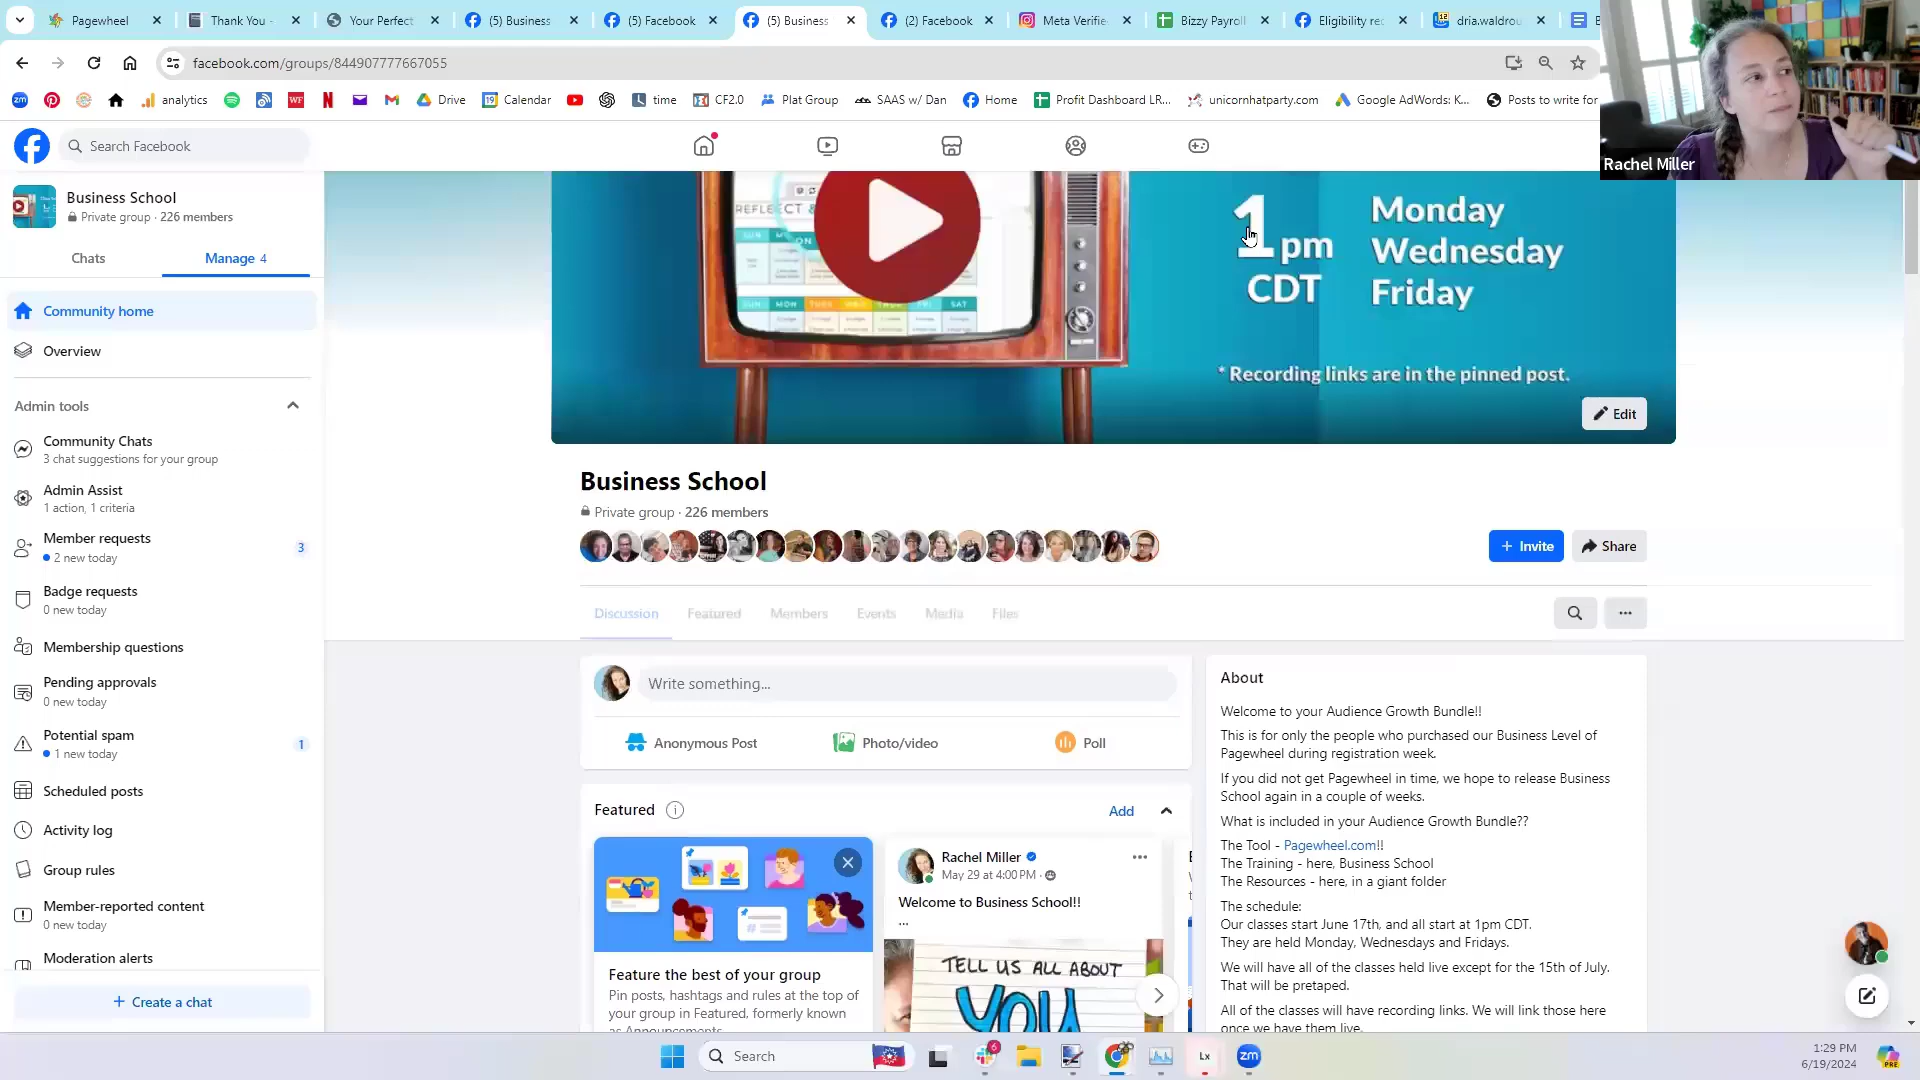 Pagewheel
Thank You -
Your Perfect
(5) Business
(5) Facebook
(5) Business
(2) Facebook
Meta Verifie
Bizzy Payroll
Eligibility rec
dria.waldrou
facebook.com/groups/844907777667055
analytics
Drive
Calendar
time
CF2.0
Plat Group
SAAS w/ Dan
Home
Profit Dashboard LR...
unicornhatparty.com
Google AdWords: K...
Posts to write for
Rachel Miller
Search Facebook
Business School
Private group · 226 members
Chats
Manage 4
Community home
Overview
Admin tools
Community Chats
3 chat suggestions for your group
Admin Assist
1 action, 1 criteria
Member requests
2 new today
3
Badge requests
0 new today
Membership questions
Pending approvals
0 new today
Potential spam
1 new today
1
Scheduled posts
Activity log
Group rules
Member-reported content
0 new today
Moderation alerts
+ Create a chat
SUN MON TUES WED SAT
1pm
CDT
Monday
Wednesday
Friday
* Recording links are in the pinned post.
Edit
Business School
Private group · 226 members
+ Invite
Share
Discussion
Featured
Members
Events
Media
Files
Write something...
Anonymous Post
Photo/video
Poll
Featured
Add
Feature the best of your group
Pin posts, hashtags and rules at the top of
your group in Featured, formerly known
as Announcements.
Rachel Miller
May 29 at 4:00 PM ·
Welcome to Business School!!
...
TELL US ALL ABOUT
YOU
About
Welcome to your Audience Growth Bundle!!
This is for only the people who purchased our Business Level of
Pagewheel during registration week.
If you did not get Pagewheel in time, we hope to release Business
School again in a couple of weeks.
What is included in your Audience Growth Bundle??
The Tool - Pagewheel.com!!
The Training - here, Business School
The Resources - here, in a giant folder
The schedule:
Our classes start June 17th, and all start at 1pm CDT.
They are held Monday, Wednesdays and Fridays.
We will have all of the classes held live except for the 15th of July.
That will be pretaped.
All of the classes will have recording links. We will link those here
once we have them live.
Search
6
Lx
zm
1:29 PM
6/19/2024